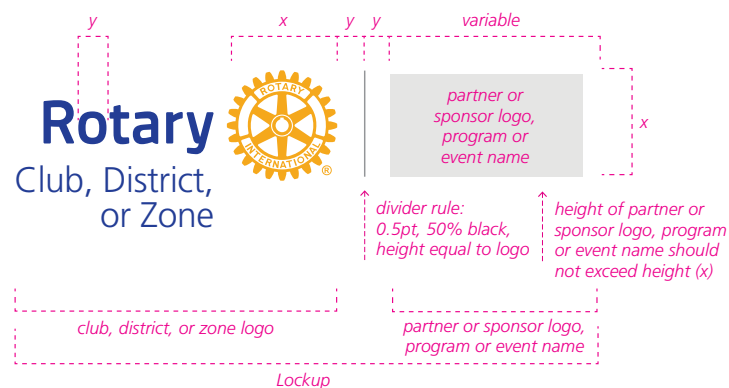 y
x
y
y
variable
Rotary
Club, District,
or Zone
ROTARY
INTERNATIONAL
®
partner or
sponsor logo,
program or
event name
x
divider rule:
0.5pt, 50% black,
height equal to logo
height of partner or
sponsor logo, program
or event name should
not exceed height (x)
club, district, or zone logo
partner or sponsor logo,
program or event name
Lockup